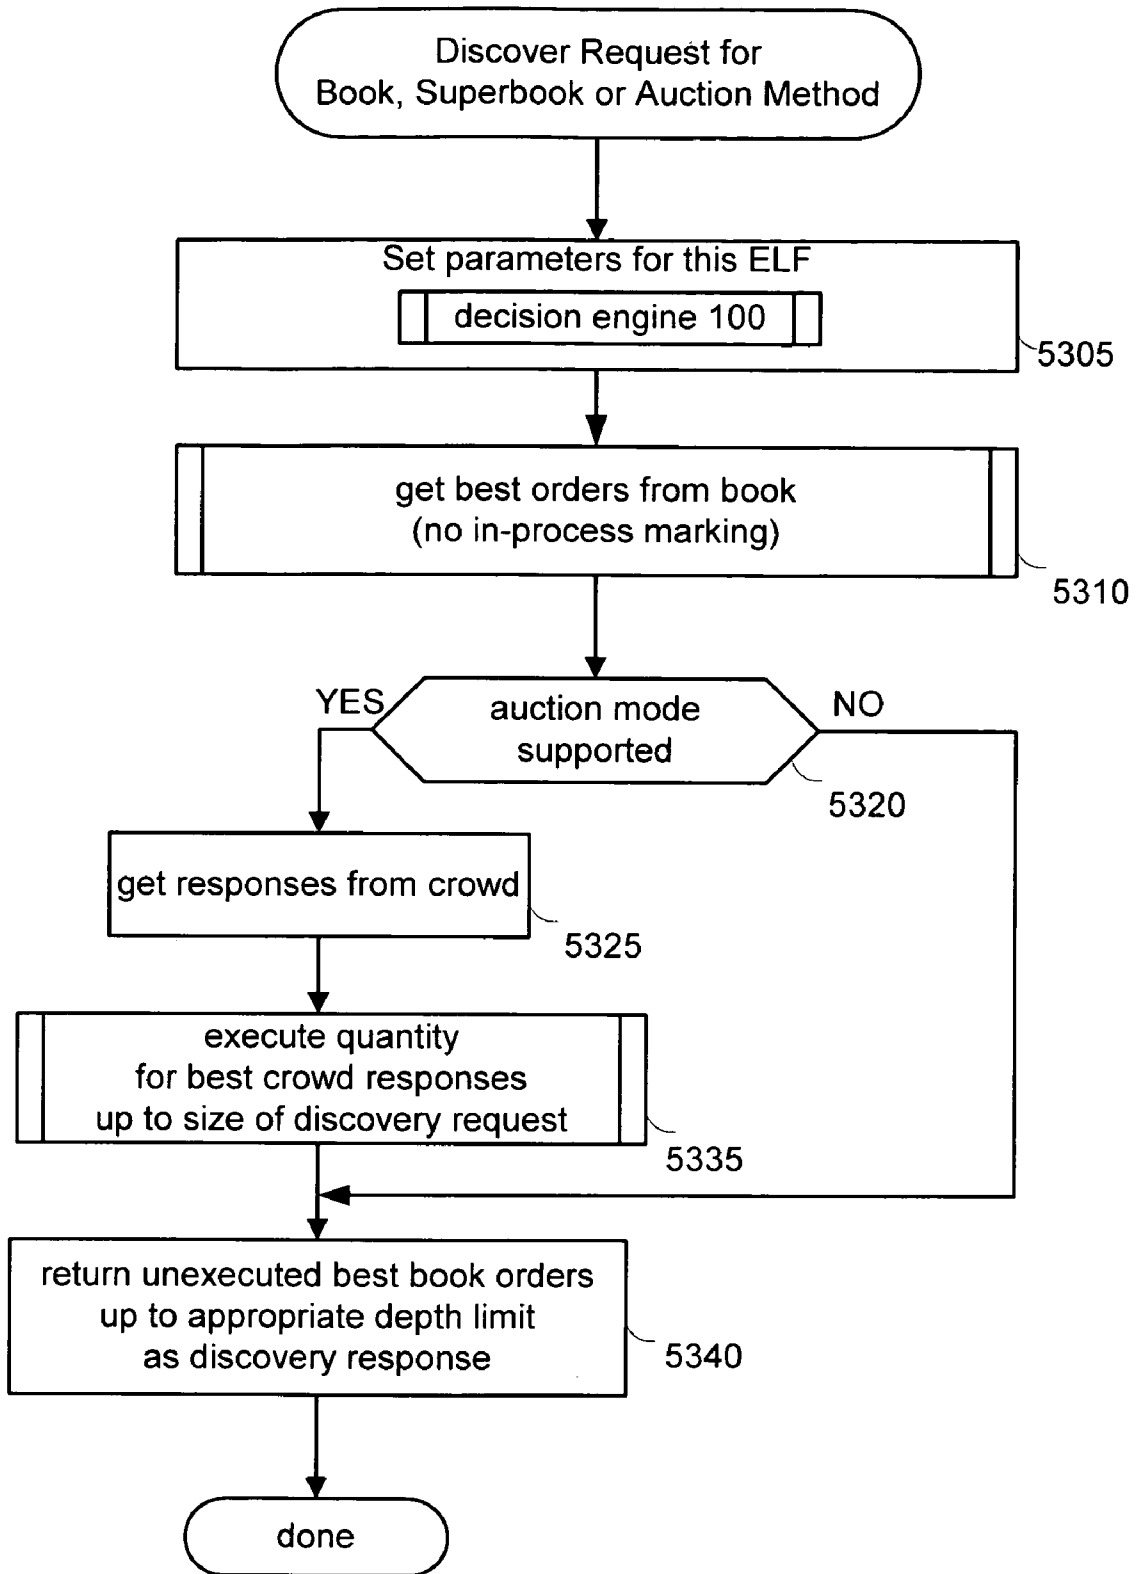 Discover Request for
Book, Superbook or Auction Method
Set parameters for this ELF
decision engine 100
5305
get best orders from book
(no in-process marking)
5310
YES
auction mode
supported
NO
5320
get responses from crowd
5325
execute quantity
for best crowd responses
up to size of discovery request
5335
return unexecuted best book orders
up to appropriate depth limit
as discovery response
5340
done